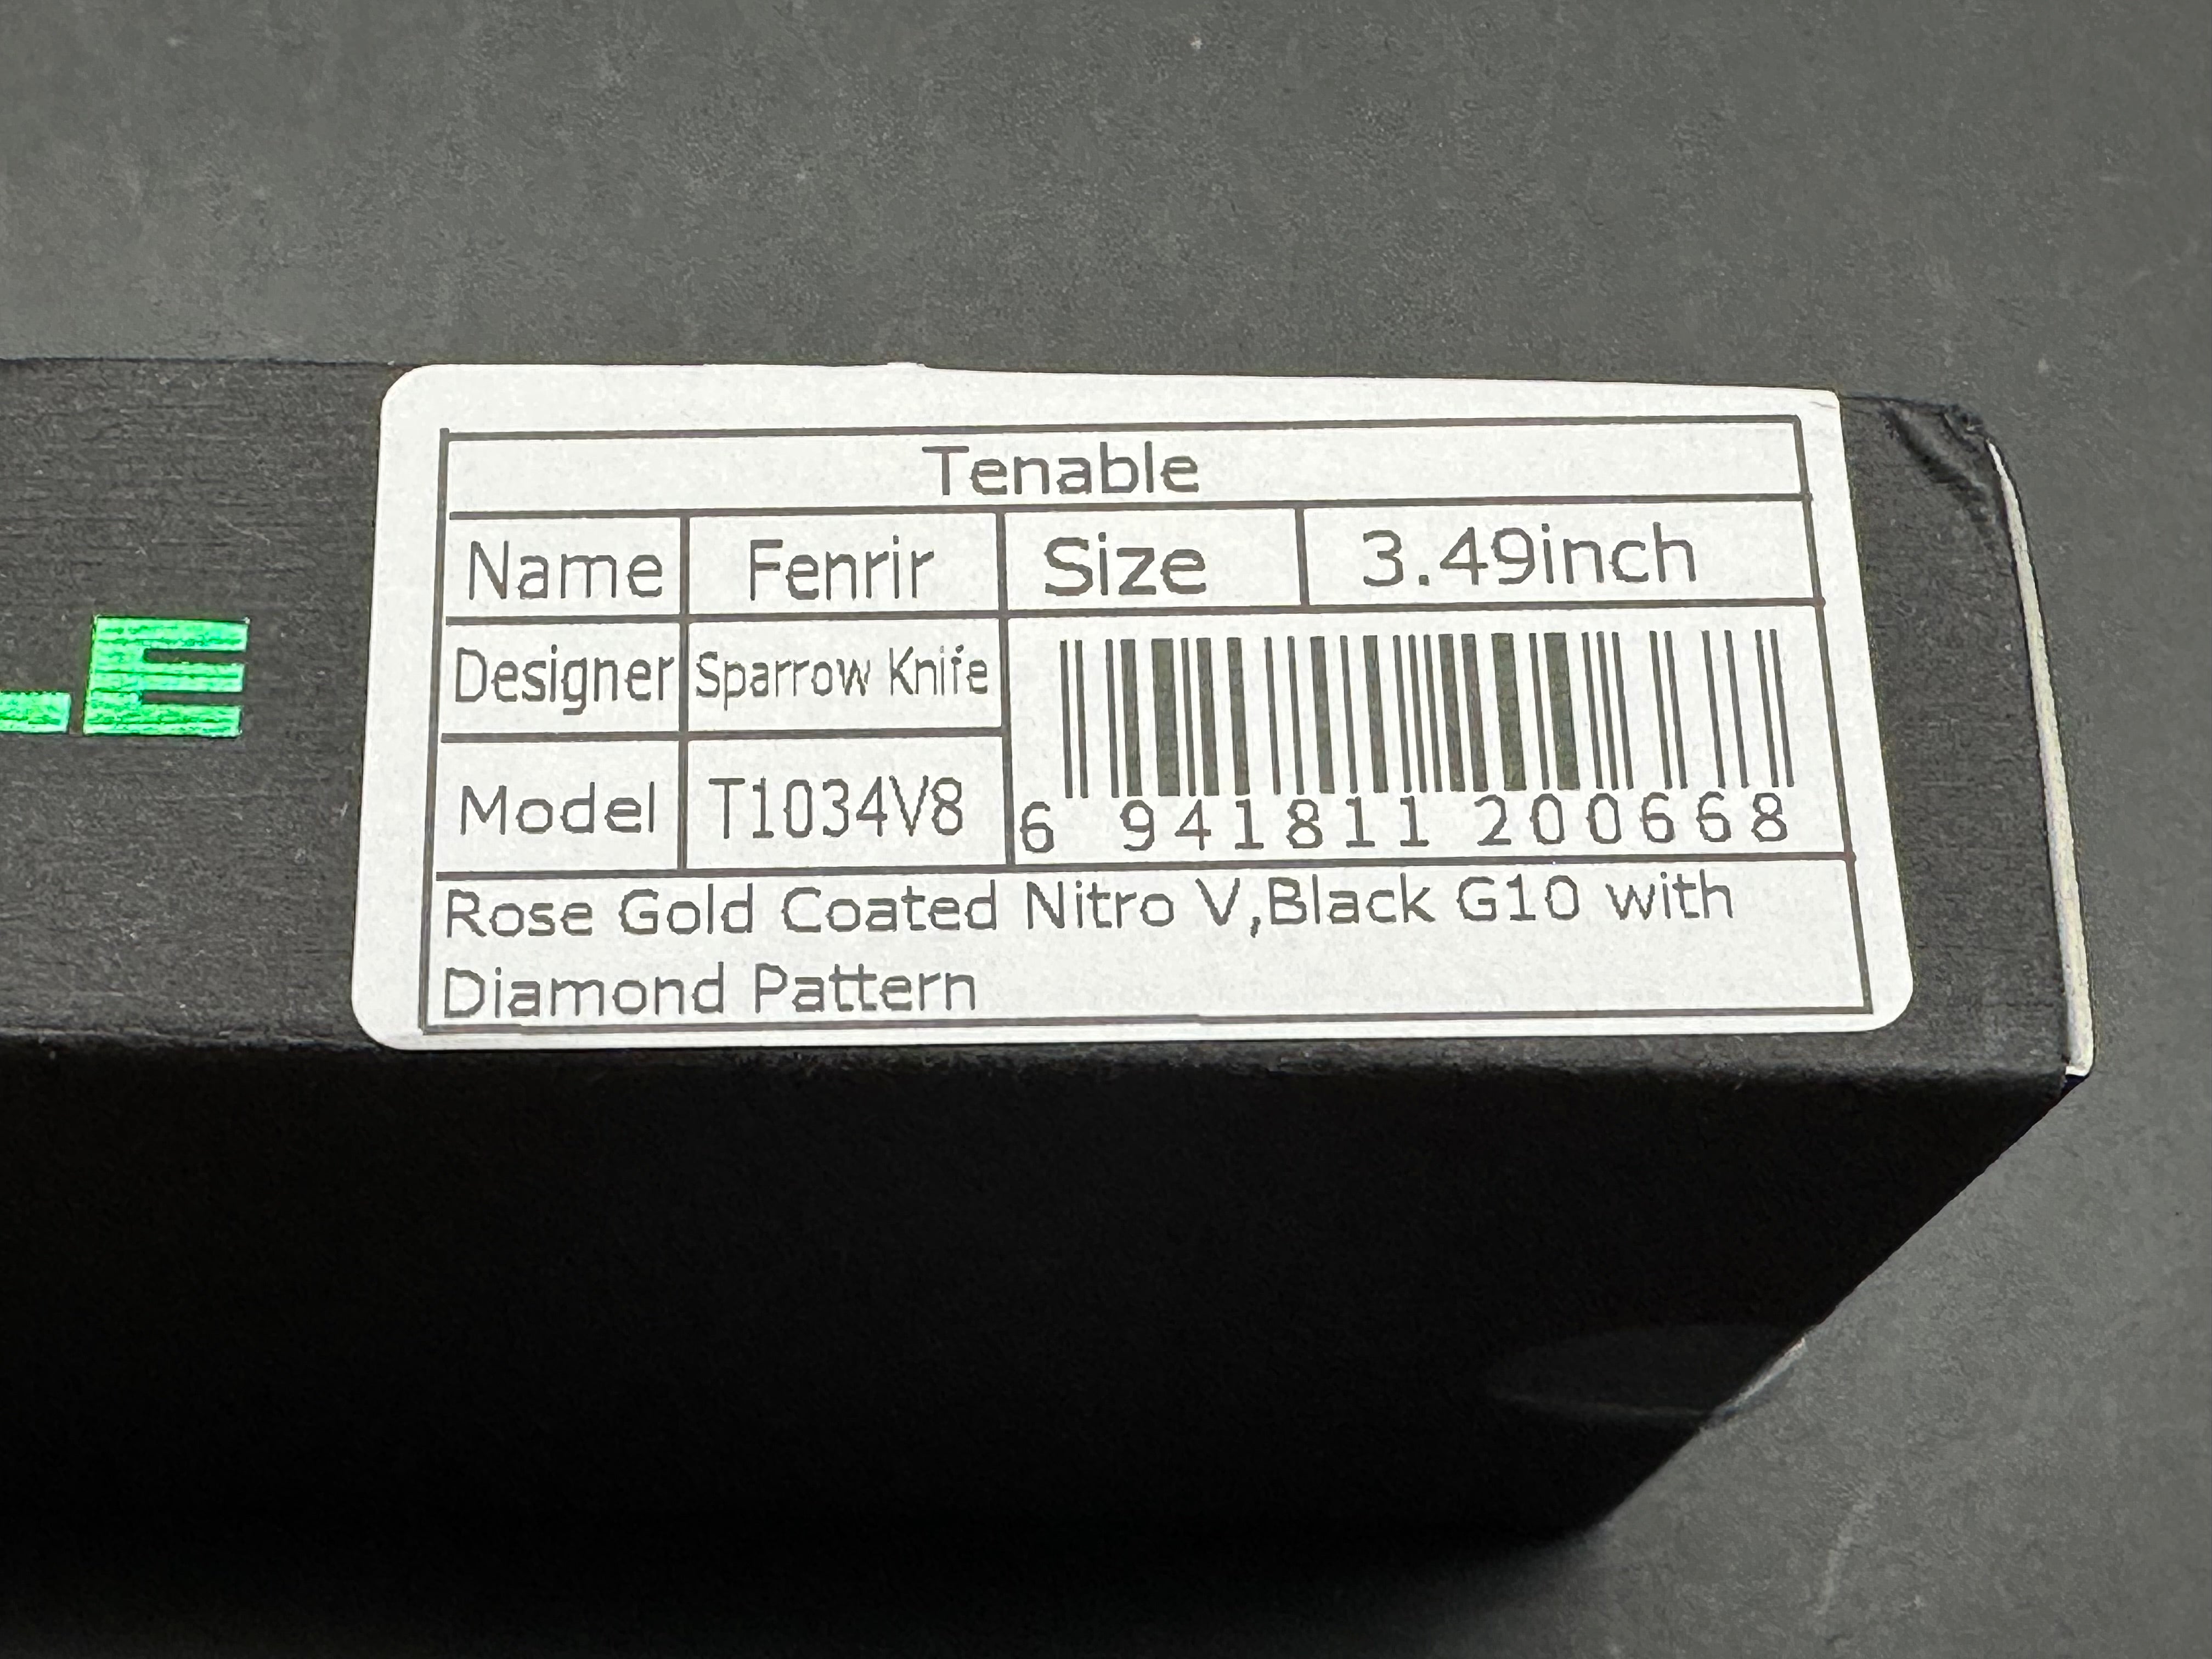 Tenable
Name Fenrir Size 3.49inch
Designer Sparrow Knife
Model T1034V8
6 941811 200668
Rose Gold Coated Nitro V,Black G10 with
Diamond Pattern
LE